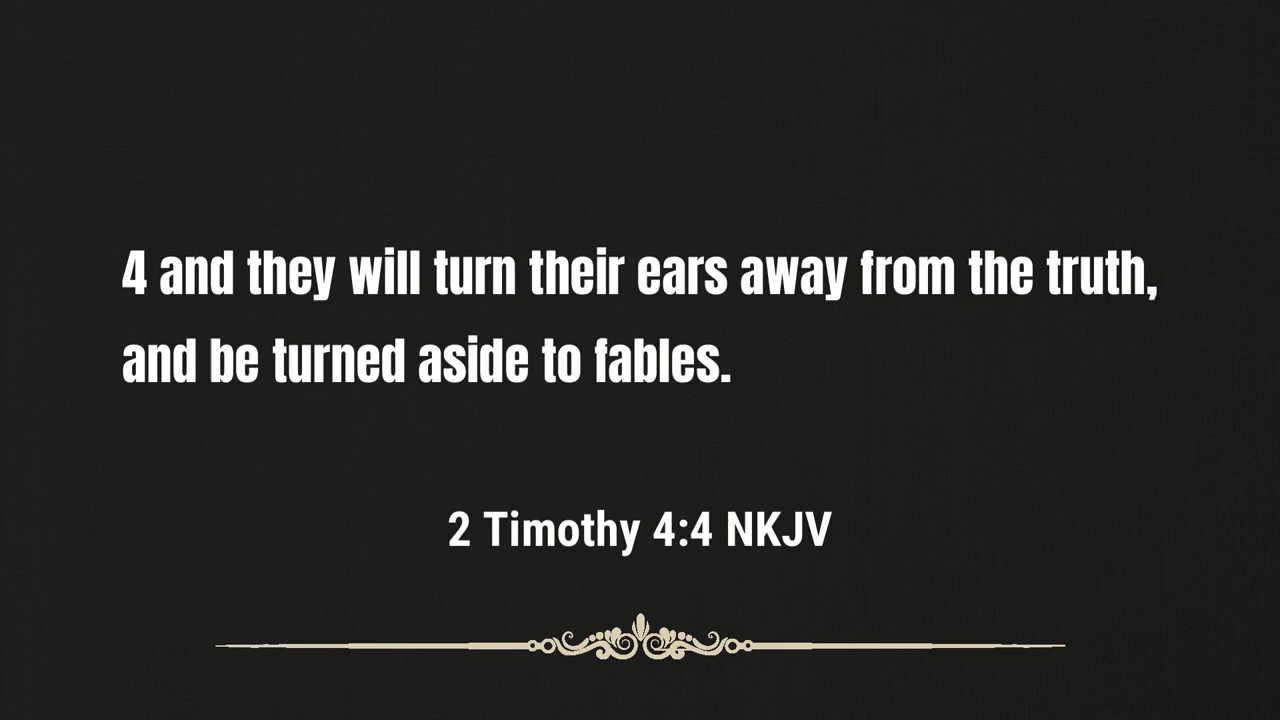 4 and they will turn their ears away from the truth,
and be turned aside to fables.
2 Timothy 4:4 NKJV